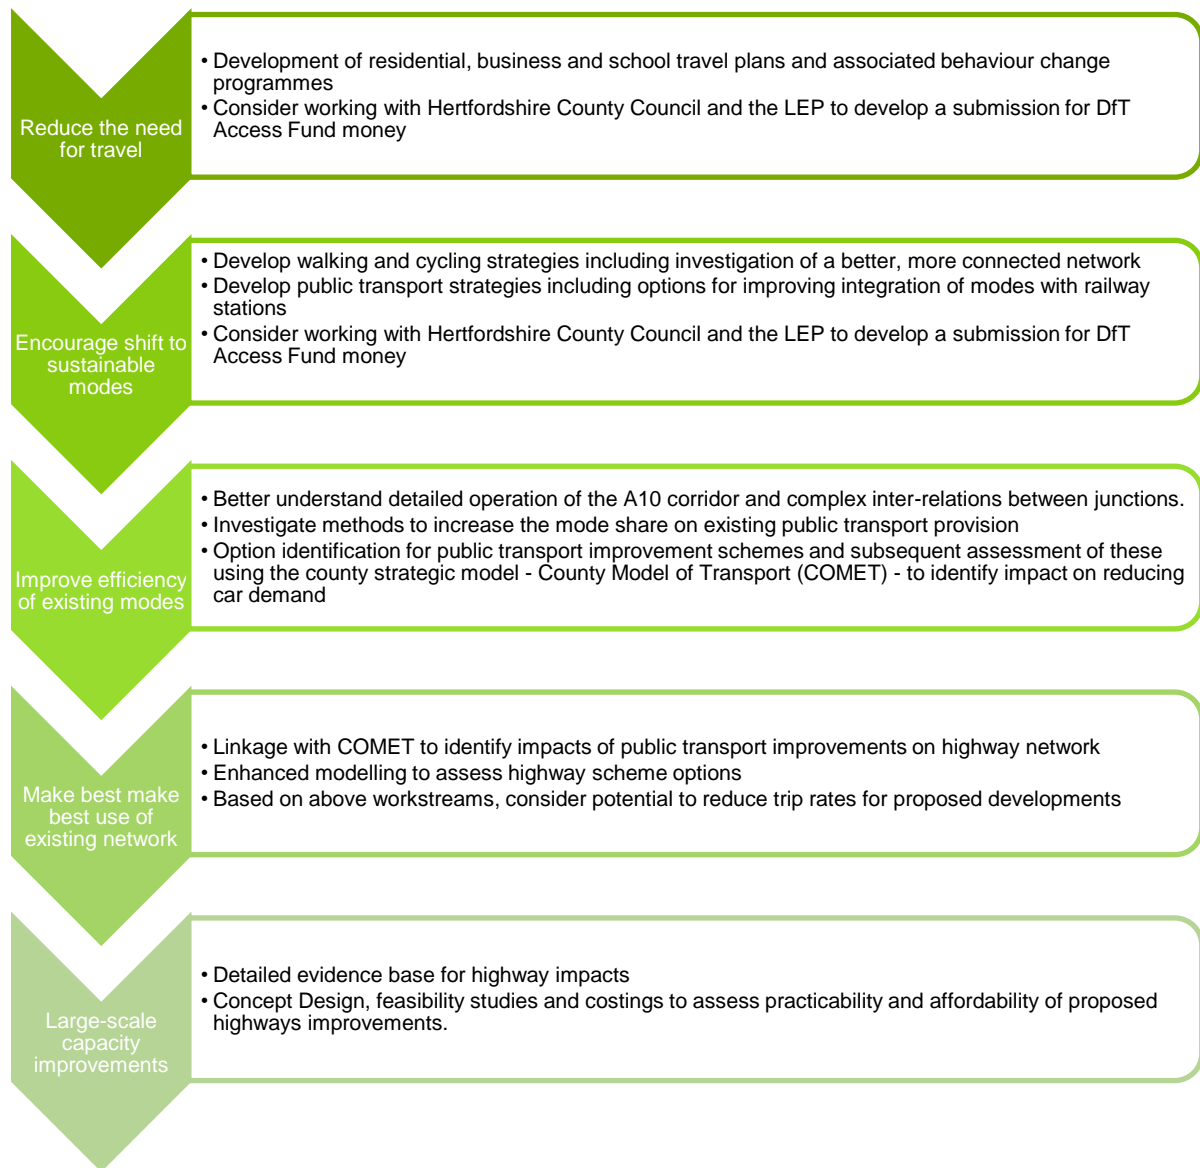 Reduce the need
for travel
• Development of residential, business and school travel plans and associated behaviour change
programmes
• Consider working with Hertfordshire County Council and the LEP to develop a submission for DfT
Access Fund money
Encourage shift to
sustainable
modes
• Develop walking and cycling strategies including investigation of a better, more connected network
• Develop public transport strategies including options for improving integration of modes with railway
stations
• Consider working with Hertfordshire County Council and the LEP to develop a submission for DfT
Access Fund money
Improve efficiency
of existing modes
• Better understand detailed operation of the A10 corridor and complex inter-relations between junctions.
• Investigate methods to increase the mode share on existing public transport provision
• Option identification for public transport improvement schemes and subsequent assessment of these
using the county strategic model - County Model of Transport (COMET) - to identify impact on reducing
car demand
Make best make
best use of
existing network
• Linkage with COMET to identify impacts of public transport improvements on highway network
• Enhanced modelling to assess highway scheme options
• Based on above workstreams, consider potential to reduce trip rates for proposed developments
Large-scale
capacity
improvements
• Detailed evidence base for highway impacts
• Concept Design, feasibility studies and costings to assess practicability and affordability of proposed
highways improvements.